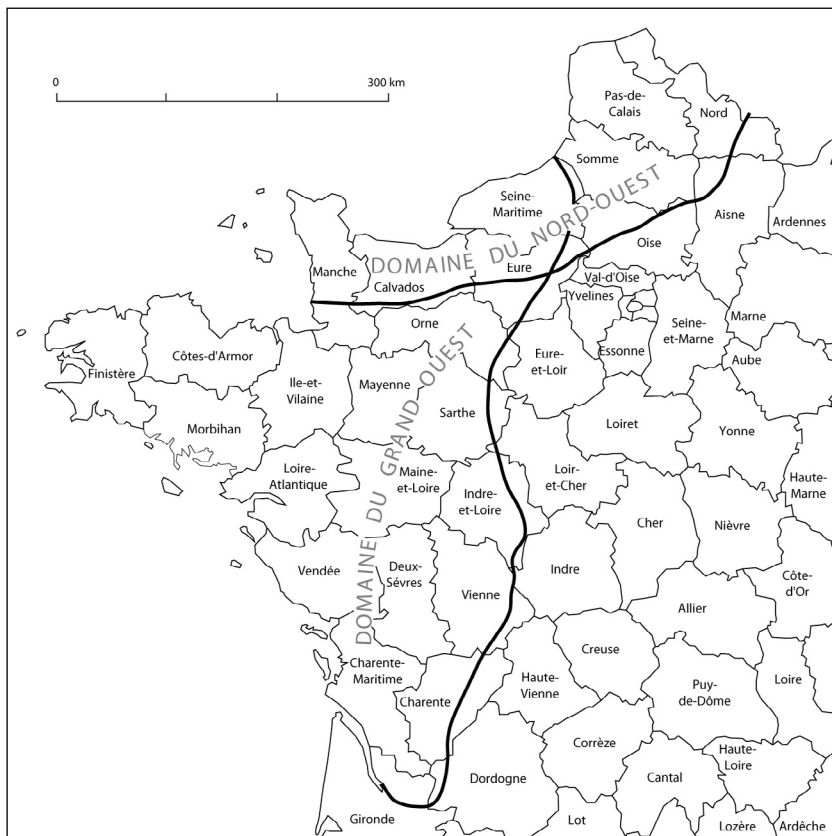 0
300 km
Pas-de-
Calais
Nord
Somme
Seine-
Maritime
Aisne
Ardennes
Oise
DOMAINE DU NORD-OUEST
Manche
Calvados
Eure
Val-d'Oise
Yvelines
Orne
Marne
Seine-
et-Marne
Essonne
Eure-
et-Loir
Aube
Finistère
Côtes-d'Armor
Ile-et-
Vilaine
Mayenne
Sarthe
DOMAINE DU GRAND OUEST
Morbihan
Loiret
Yonne
Loire-
Atlantique
Maine-
et-Loire
Indre-
et-Loire
Loir-
et-Cher
Haute-
Marne
Cher
Nièvre
Vendée
Deux-
Sévres
Vienne
Indre
Côte-
d'Or
Allier
Charente-
Maritime
Charente
Haute-
Vienne
Creuse
Puy-
de-Dôme
Loire
Corrèze
Haute-
Loire
Dordogne
Cantal
Gironde
Lot
Lozère
Ardêche